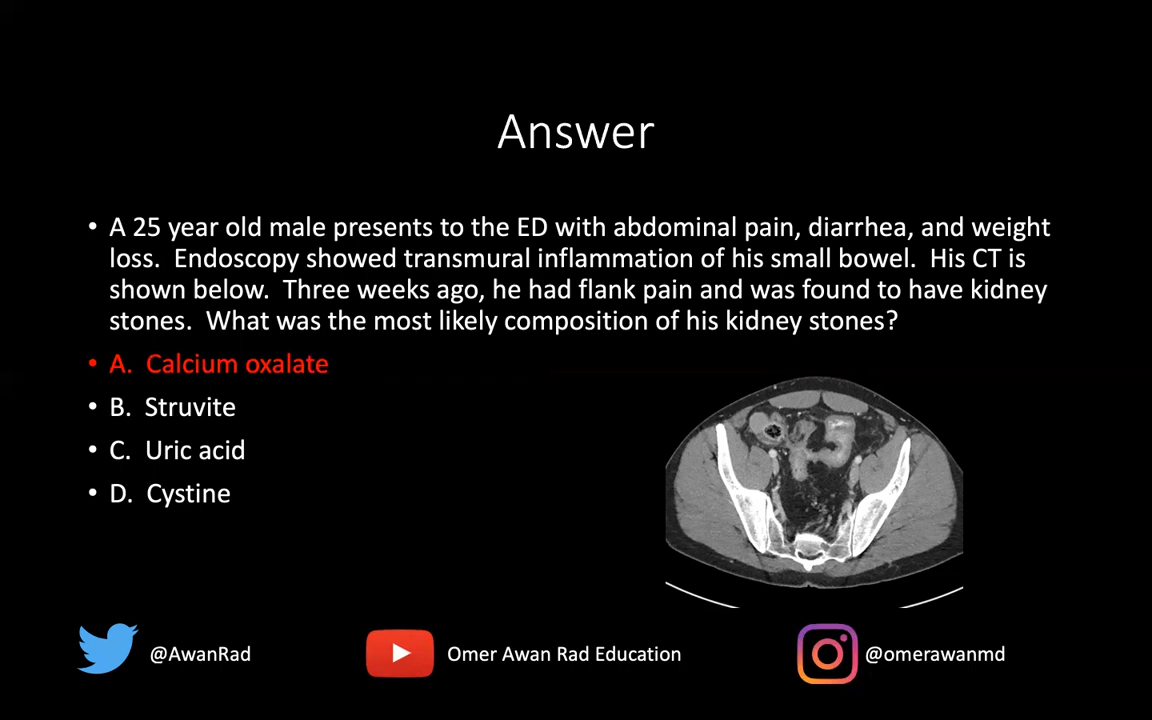 Answer
• A 25 year old male presents to the ED with abdominal pain, diarrhea, and weight
loss.  Endoscopy showed transmural inflammation of his small bowel.  His CT is
shown below.  Three weeks ago, he had flank pain and was found to have kidney
stones.  What was the most likely composition of his kidney stones?
• A.  Calcium oxalate
• B.  Struvite
• C.  Uric acid
• D.  Cystine
@AwanRad
Omer Awan Rad Education
@omerawanmd